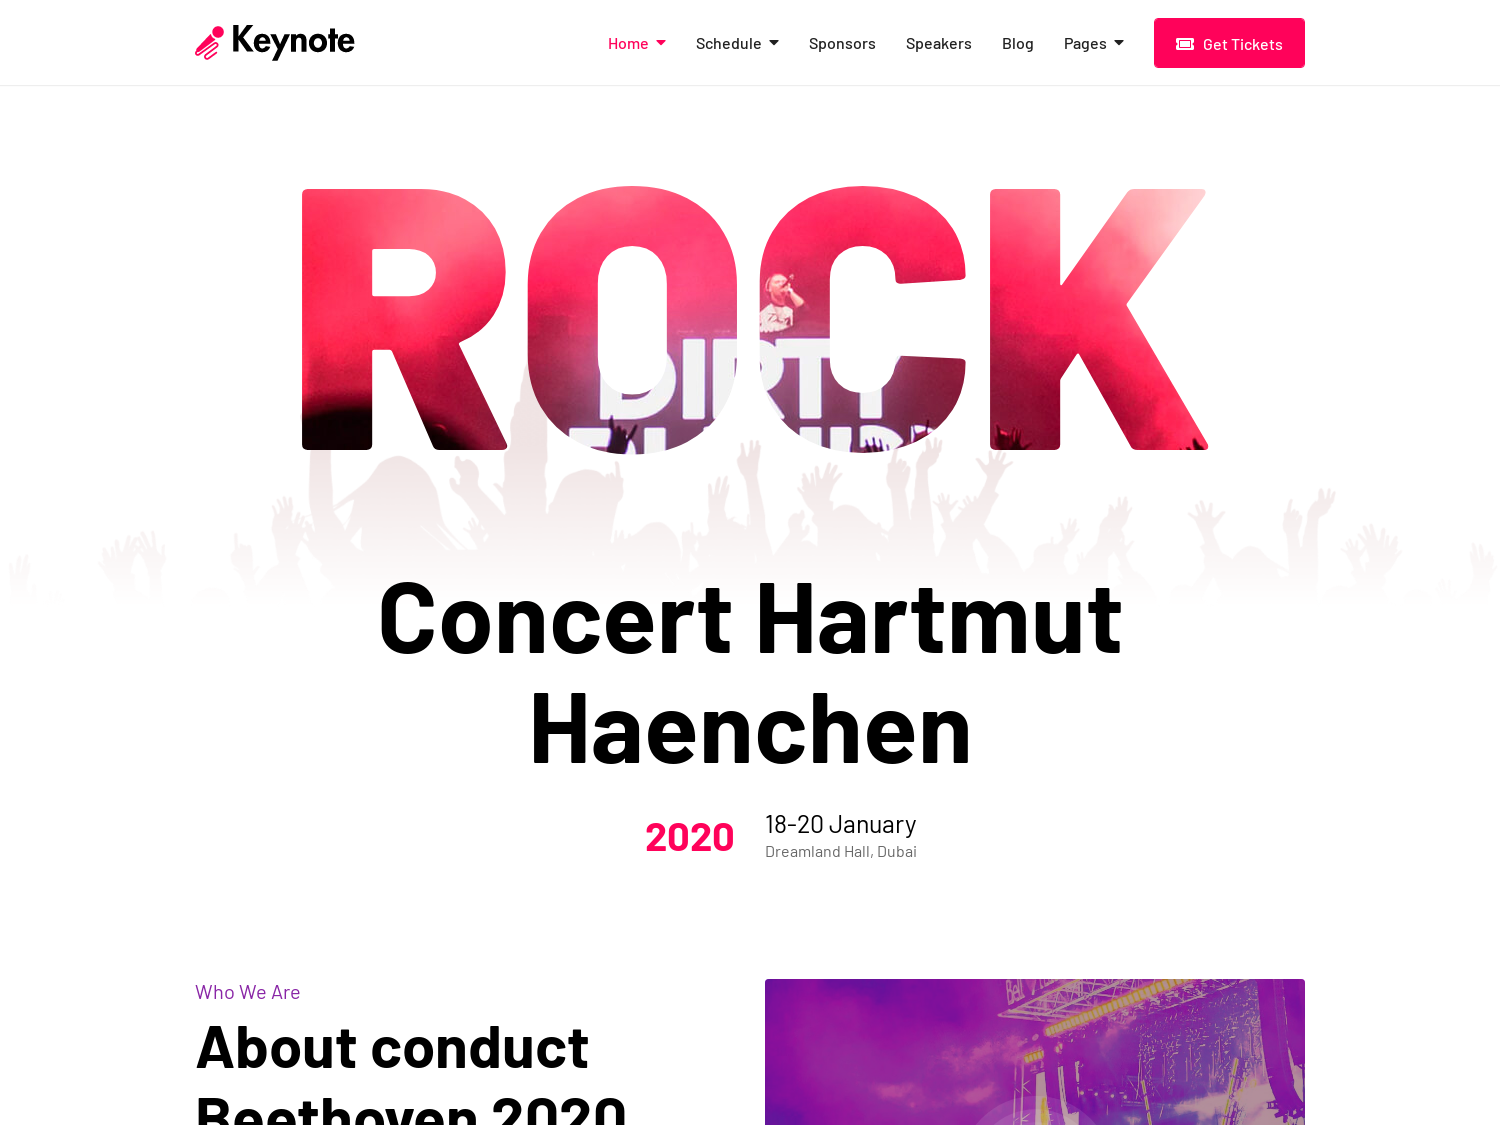 Keynote
Home Schedule Sponsors Speakers Blog Pages Get Tickets
ROCK
DIRT
Concert Hartmut
Haenchen
2020
18-20 January
Dreamland Hall, Dubai
Who We Are
About conduct
Beethoven 2020